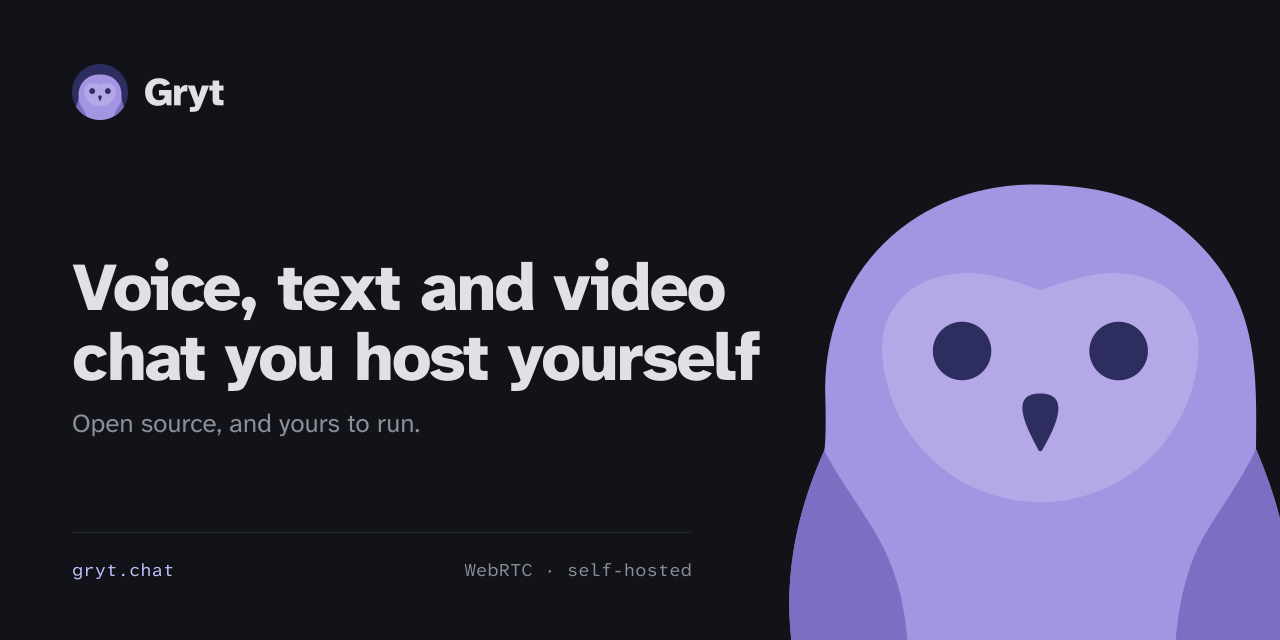 Gryt
Voice, text and video
chat you host yourself
Open source, and yours to run.
gryt.chat
WebRTC · self-hosted